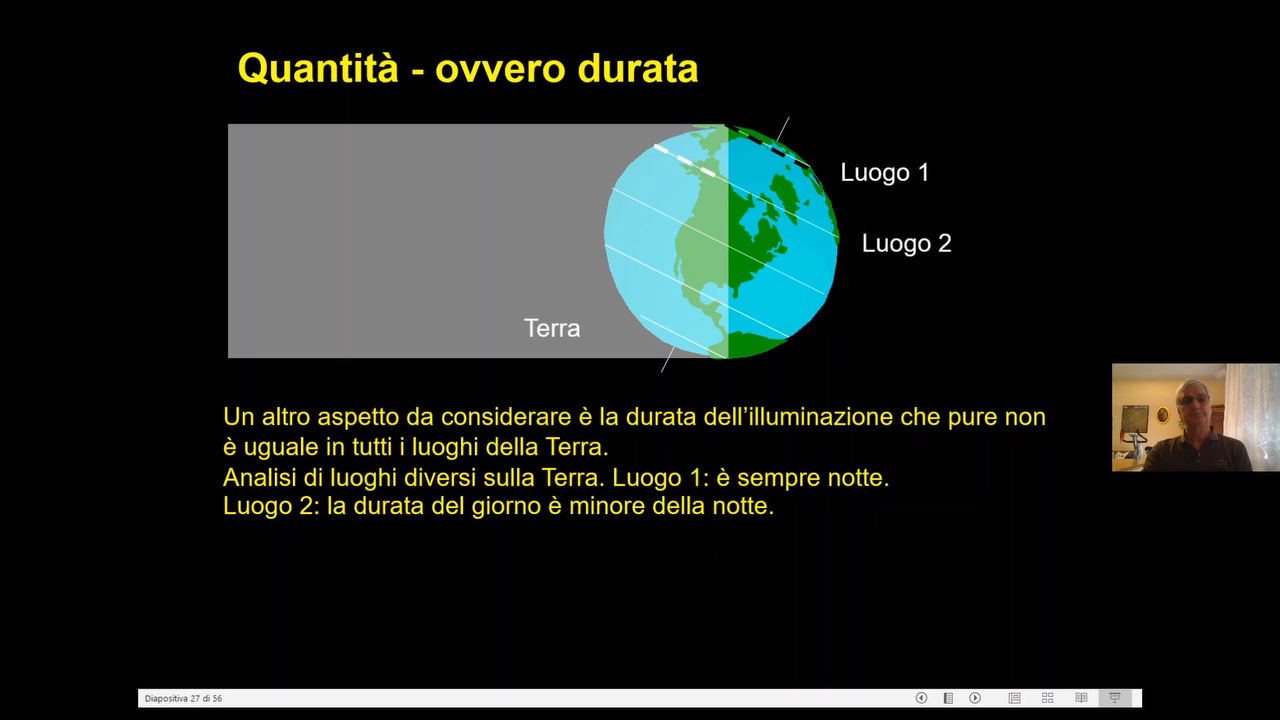 Quantità - ovvero durata
Luogo 1
Luogo 2
Terra
Un altro aspetto da considerare è la durata dell’illuminazione che pure non
è uguale in tutti i luoghi della Terra.
Analisi di luoghi diversi sulla Terra. Luogo 1: è sempre notte.
Luogo 2: la durata del giorno è minore della notte.
Diapositiva 27 di 56